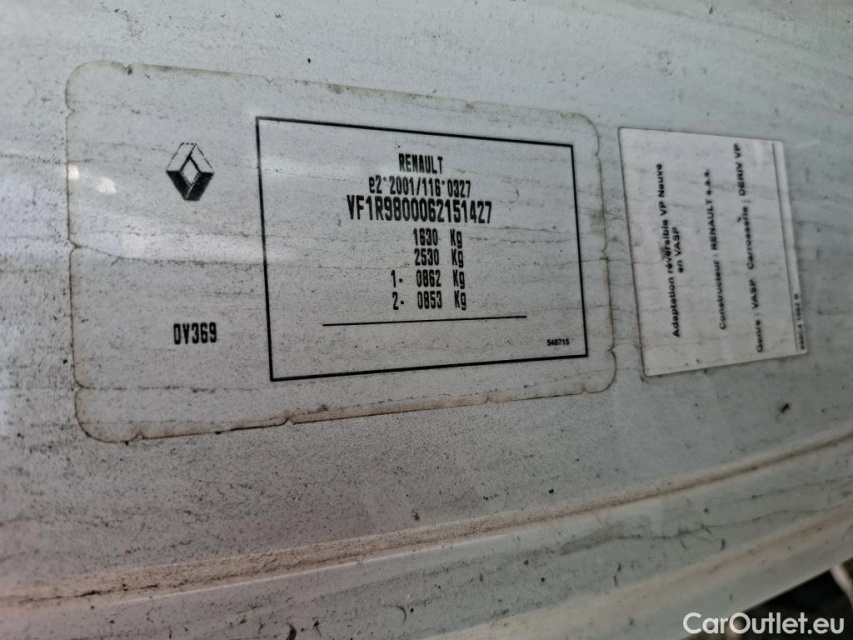 RENAULT
e2*2001/116*0327
VF1R9800062151427
1630 Kg
2530 Kg
1- 0862 Kg
2- 0853 Kg
0V369
546715
Adaptation réversible VP Neuve
en VASP
Constructeur : RENAULT s.a.s.
Genre : VASP Carrosserie : DERIV VP
CarOutlet.eu